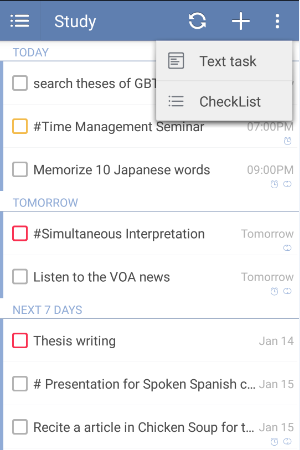 Study
TODAY
Text task
CheckList
search theses of GBT
#Time Management Seminar
07:00PM
Memorize 10 Japanese words
09:00PM
TOMORROW
#Simultaneous Interpretation
Tomorrow
Listen to the VOA news
Tomorrow
NEXT 7 DAYS
Thesis writing
Jan 14
# Presentation for Spoken Spanish c...
Jan 15
Recite a article in Chicken Soup for t...
Jan 15